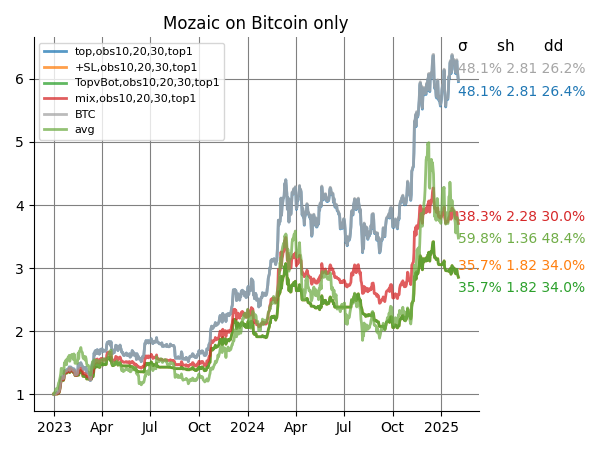 Mozaic on Bitcoin only
σ sh dd
top,obs10,20,30,top1
+SL,obs10,20,30,top1
TopvBot,obs10,20,30,top1
mix,obs10,20,30,top1
BTC
avg
48.1% 2.81 26.2%
48.1% 2.81 26.4%
38.3% 2.28 30.0%
59.8% 1.36 48.4%
35.7% 1.82 34.0%
35.7% 1.82 34.0%
6
5
4
3
2
1
2023 Apr Jul Oct 2024 Apr Jul Oct 2025